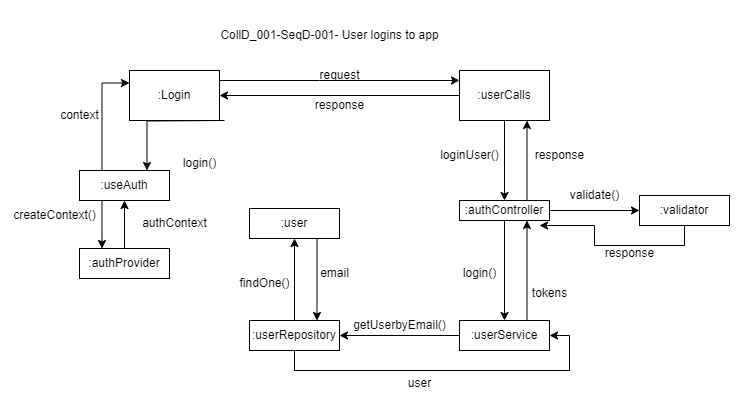 CollD_001-SeqD-001- User logins to app
request
:Login
:userCalls
response
context
loginUser()
response
login()
:useAuth
validate()
createContext()
authContext
:user
:authController
:validator
response
:authProvider
findOne()
email
login()
tokens
getUserbyEmail()
:userRepository
:userService
user